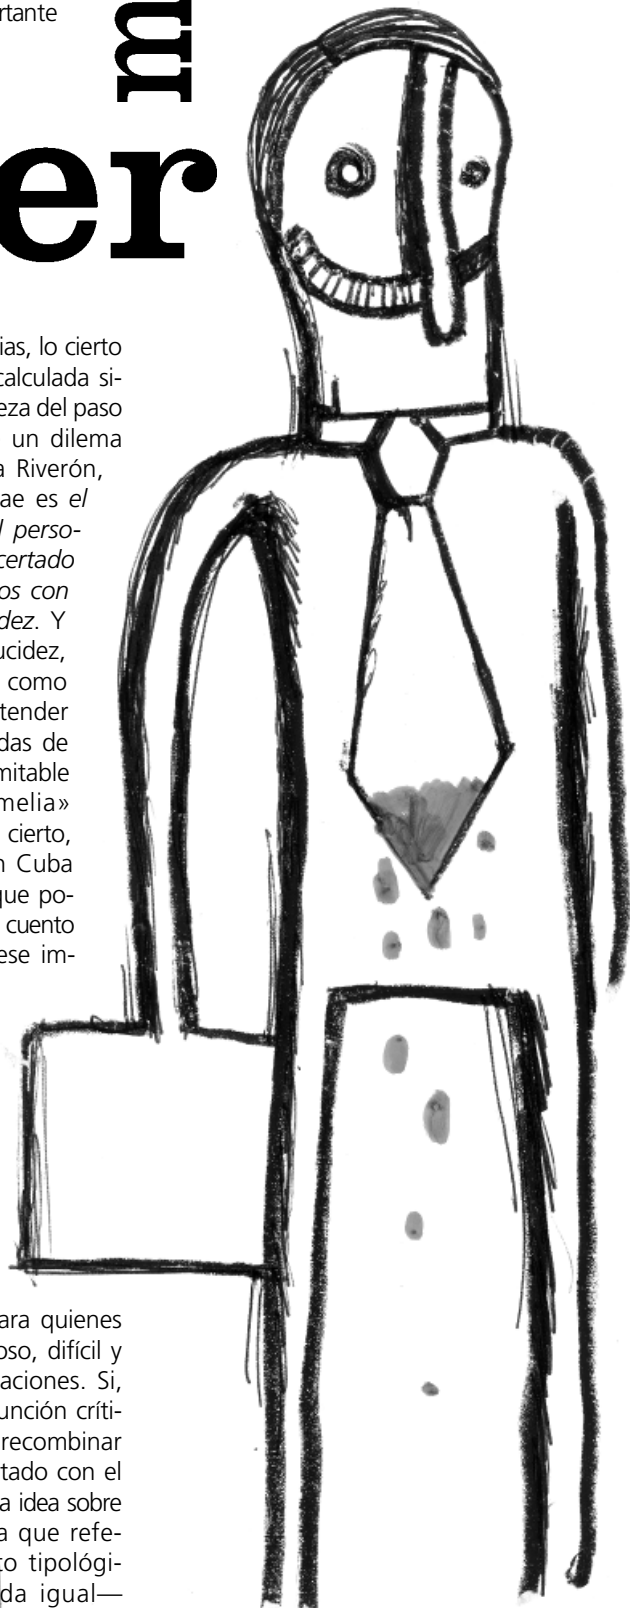 rtante
m
er
ias, lo cierto
calculada si-
eza del paso
un dilema
a Riverón,
ae es el
l perso-
certado
os con
dez. Y
ucidez,
como
tender
das de
mitable
melia»
cierto,
n Cuba
que po-
cuento
ese im-
ara quienes
oso, difícil y
aciones. Si,
unción críti-
recombinar
tado con el
a idea sobre
a que refe-
to tipológi-
da igual—